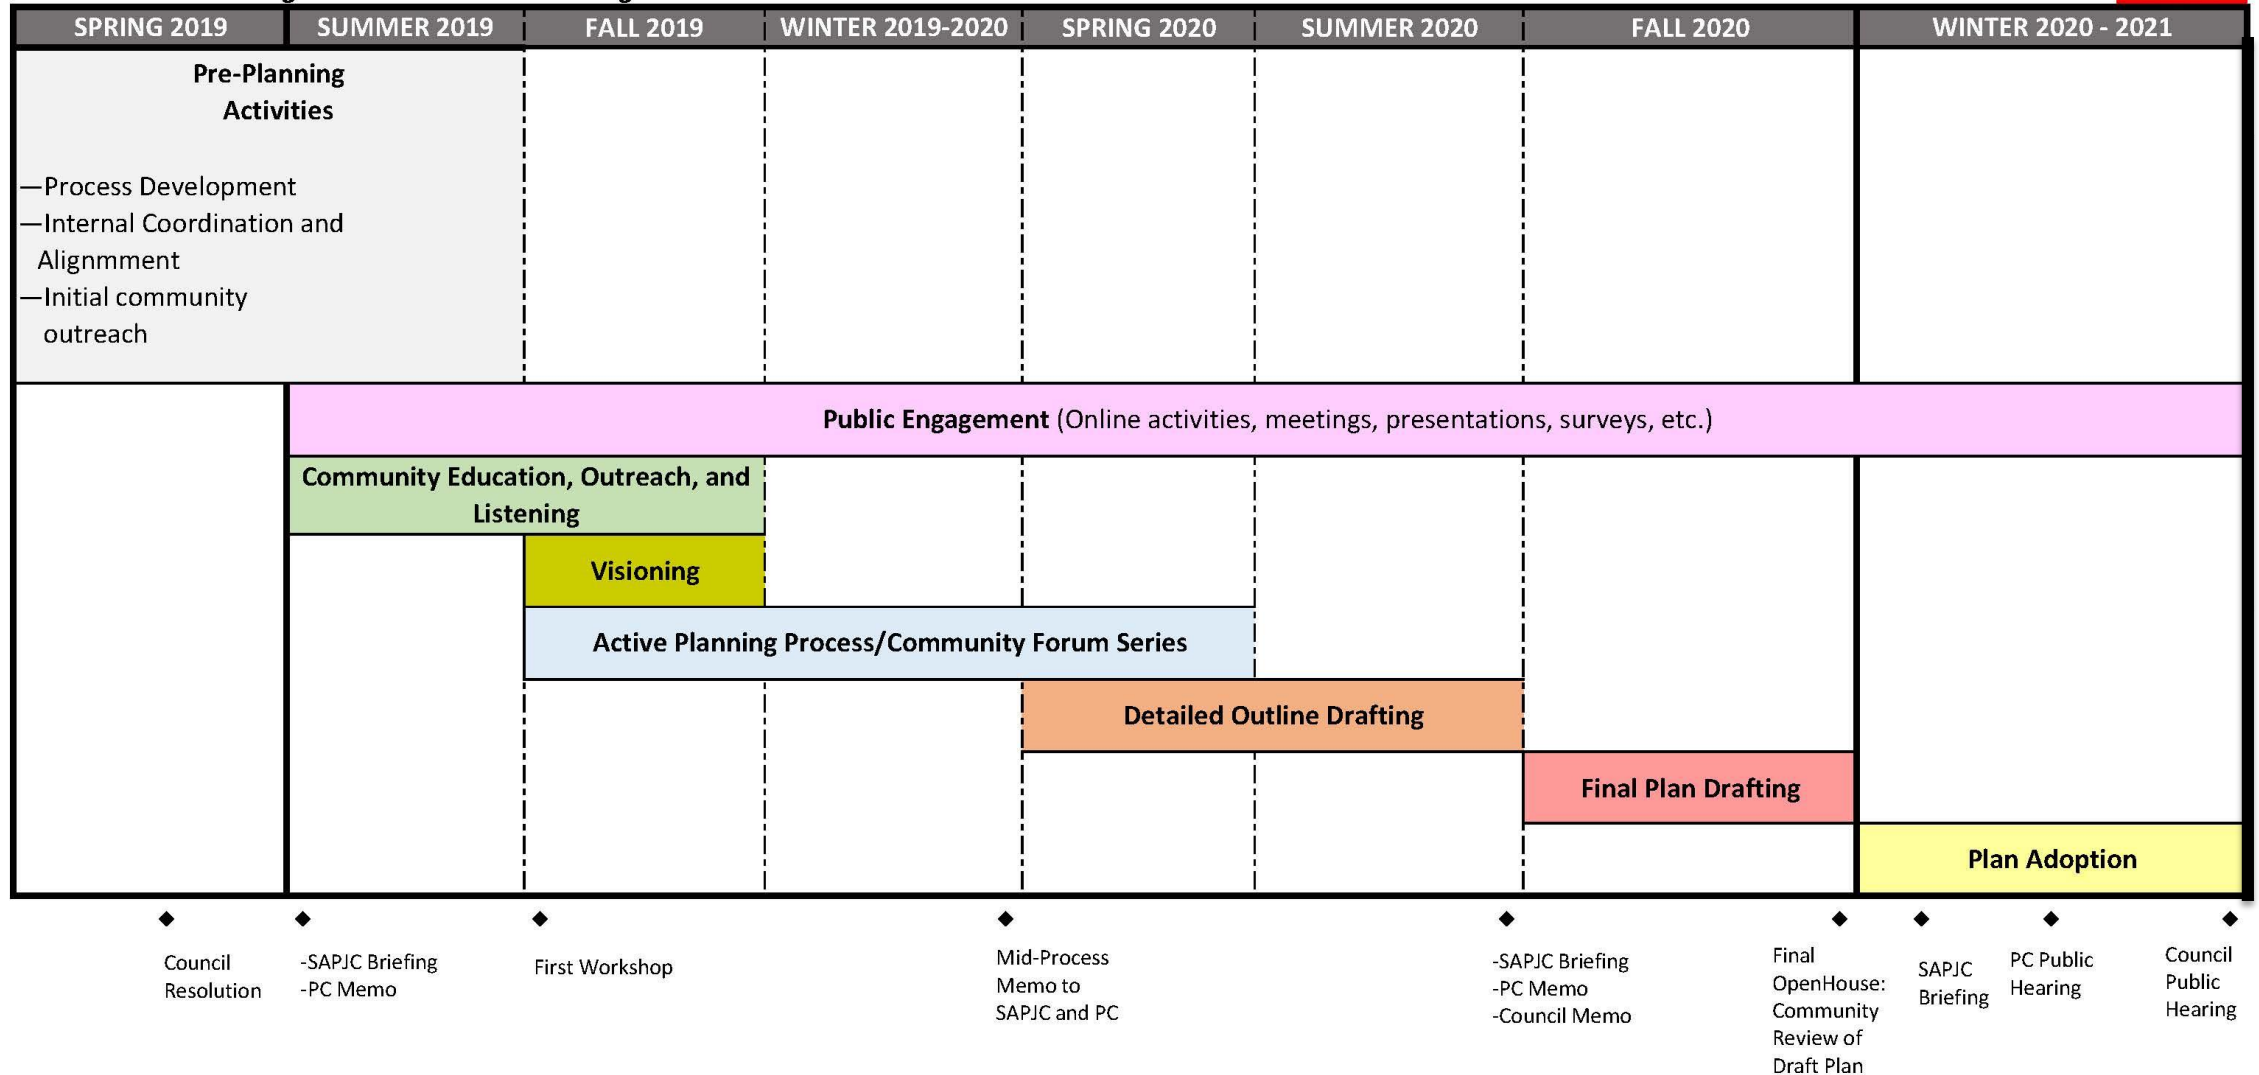 SPRING 2019
SUMMER 2019
FALL 2019
WINTER 2019-2020
SPRING 2020
SUMMER 2020
FALL 2020
WINTER 2020 - 2021
Pre-Planning
Activities
—Process Development
—Internal Coordination and
Alignmment
—Initial community
outreach
Public Engagement (Online activities, meetings, presentations, surveys, etc.)
Community Education, Outreach, and
Listening
Visioning
Active Planning Process/Community Forum Series
Detailed Outline Drafting
Final Plan Drafting
Plan Adoption
Council
Resolution
-SAPJC Briefing
-PC Memo
First Workshop
Mid-Process
Memo to
SAPJC and PC
-SAPJC Briefing
-PC Memo
-Council Memo
Final
OpenHouse:
Community
Review of
Draft Plan
SAPJC
Briefing
PC Public
Hearing
Council
Public
Hearing